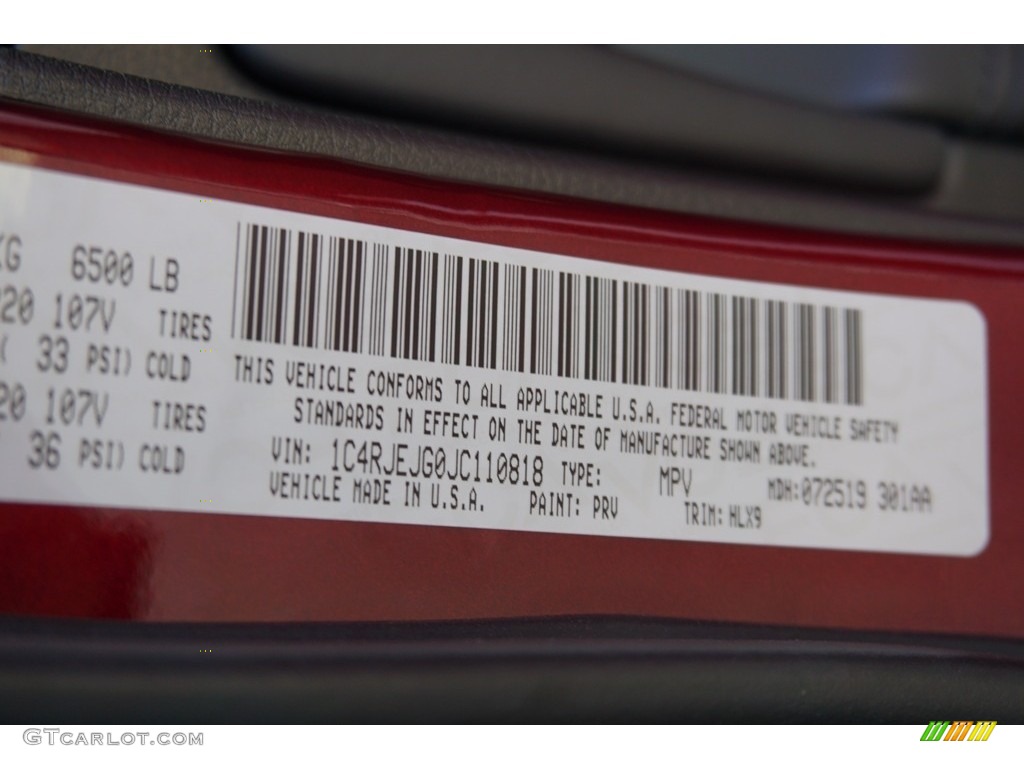 KG 6500 LB
20 107V TIRES
( 33 PSI) COLD
20 107V TIRES
36 PSI) COLD
THIS VEHICLE CONFORMS TO ALL APPLICABLE U.S.A. FEDERAL MOTOR VEHICLE SAFETY
STANDARDS IN EFFECT ON THE DATE OF MANUFACTURE SHOWN ABOVE.
VIN: 1C4RJEJG0JC110818 TYPE: MPV MDH:072519 301AA
VEHICLE MADE IN U.S.A. PAINT: PRV TRIM: HLX9
GTCARLOT.COM